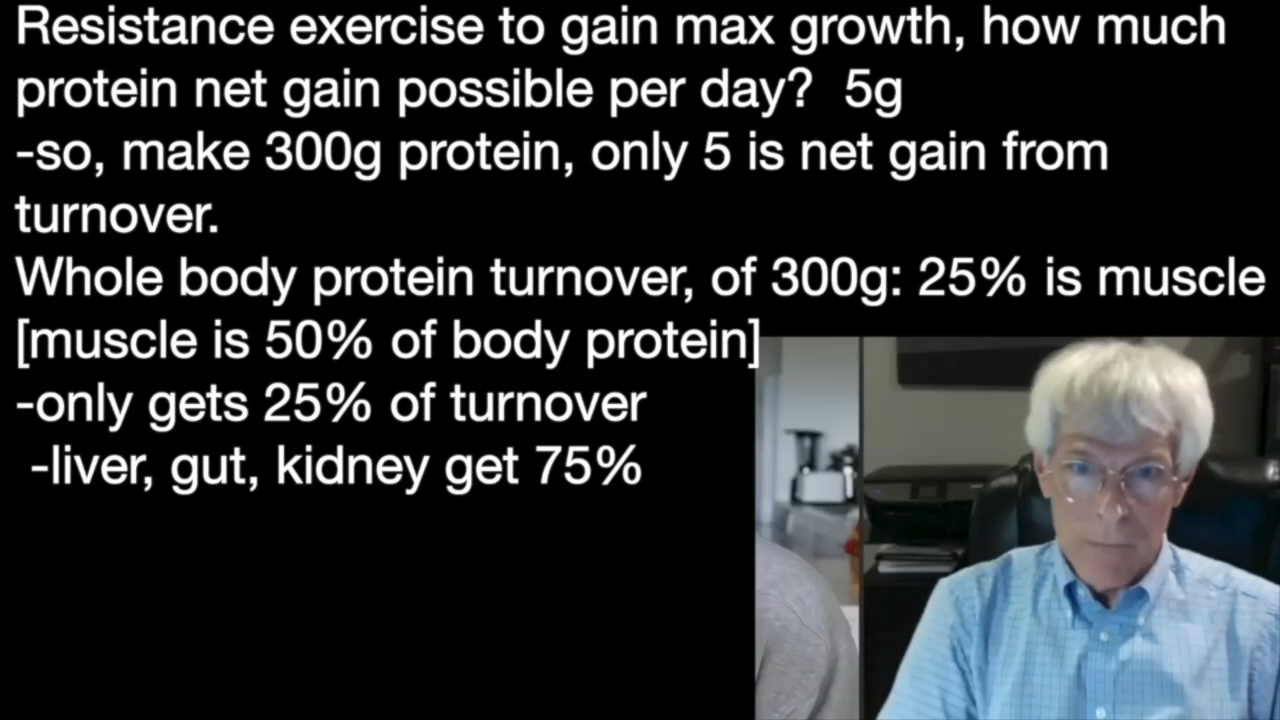 Resistance exercise to gain max growth, how much
protein net gain possible per day?  5g
-so, make 300g protein, only 5 is net gain from
turnover.
Whole body protein turnover, of 300g: 25% is muscle
[muscle is 50% of body protein]
-only gets 25% of turnover
-liver, gut, kidney get 75%